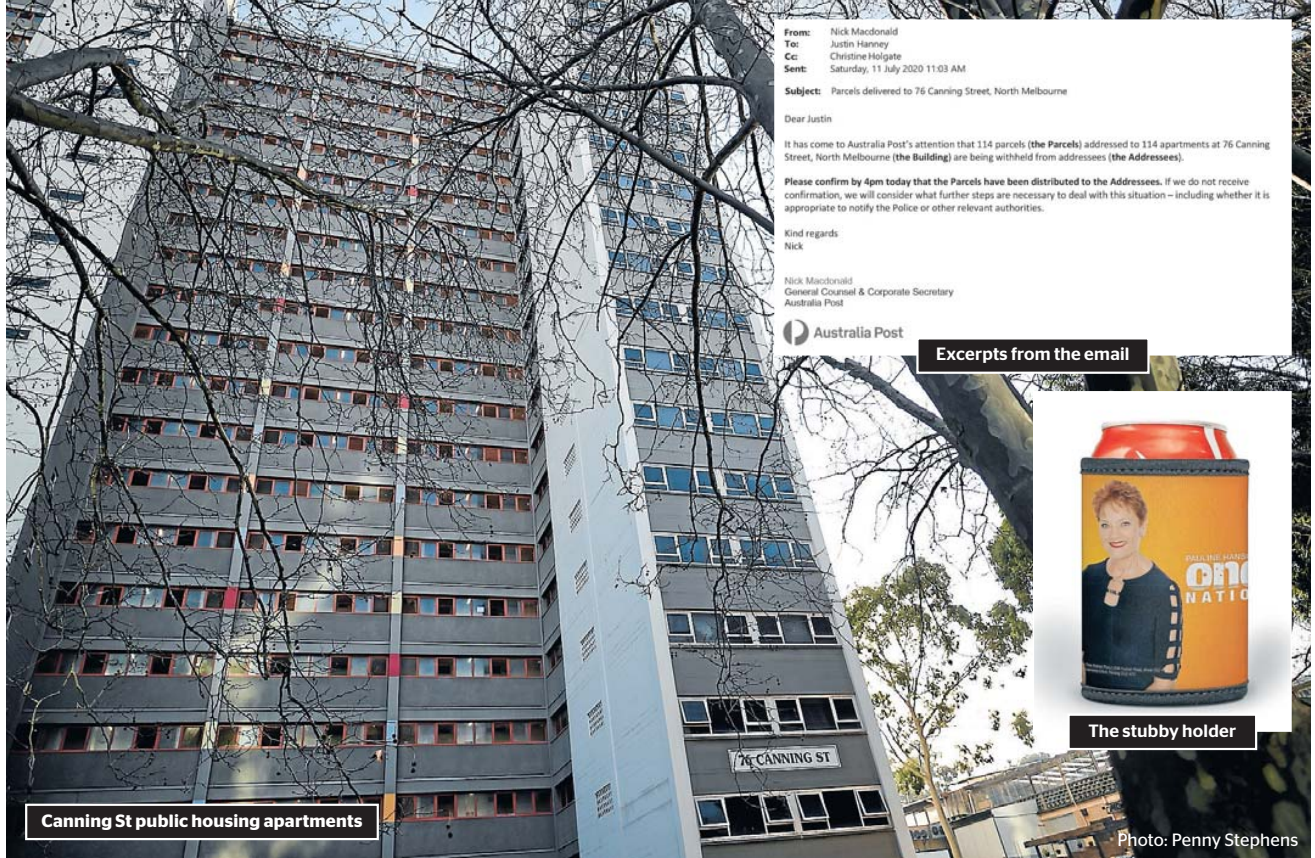 From: Nick Macdonald
To: Justin Hanney
Cc: Christine Holgate
Sent: Saturday, 11 July 2020 11:03 AM
Subject: Parcels delivered to 76 Canning Street, North Melbourne
Dear Justin
It has come to Australia Post's attention that 114 parcels (the Parcels) addressed to 114 apartments at 76 Canning
Street, North Melbourne (the Building) are being withheld from addressees (the Addressees).
Please confirm by 4pm today that the Parcels have been distributed to the Addressees. If we do not receive
confirmation, we will consider what further steps are necessary to deal with this situation – including whether it is
appropriate to notify the Police or other relevant authorities.
Kind regards
Nick
Nick Macdonald
General Counsel & Corporate Secretary
Australia Post
Australia Post
Excerpts from the email
PAULINE HANS
one
NATIO
The stubby holder
76 CANNING ST
Canning St public housing apartments
Photo: Penny Stephens